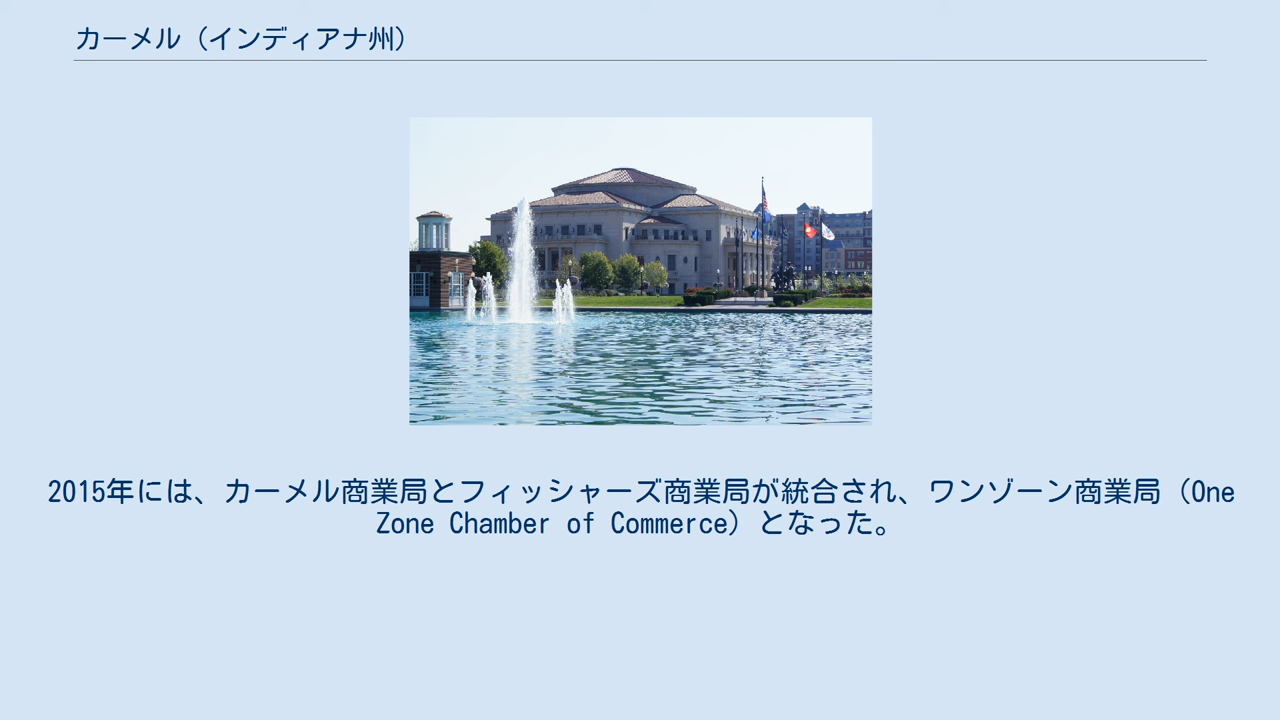 カーメル（インディアナ州）
2015年には、カーメル商業局とフィッシャーズ商業局が統合され、ワンゾーン商業局（One
Zone Chamber of Commerce）となった。